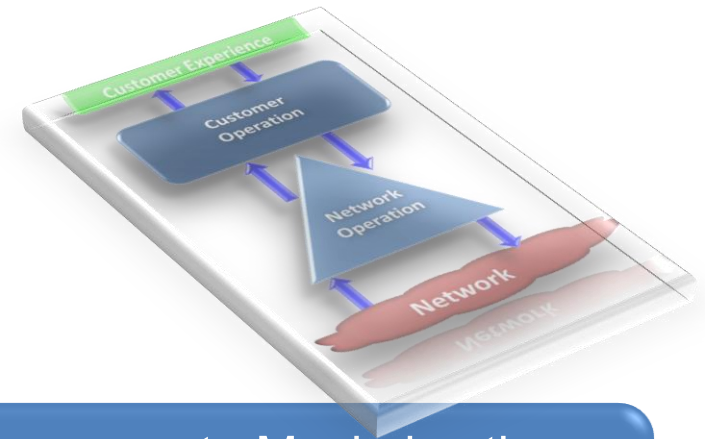 Customer Experience
Customer
Operation
Network
Operation
Network